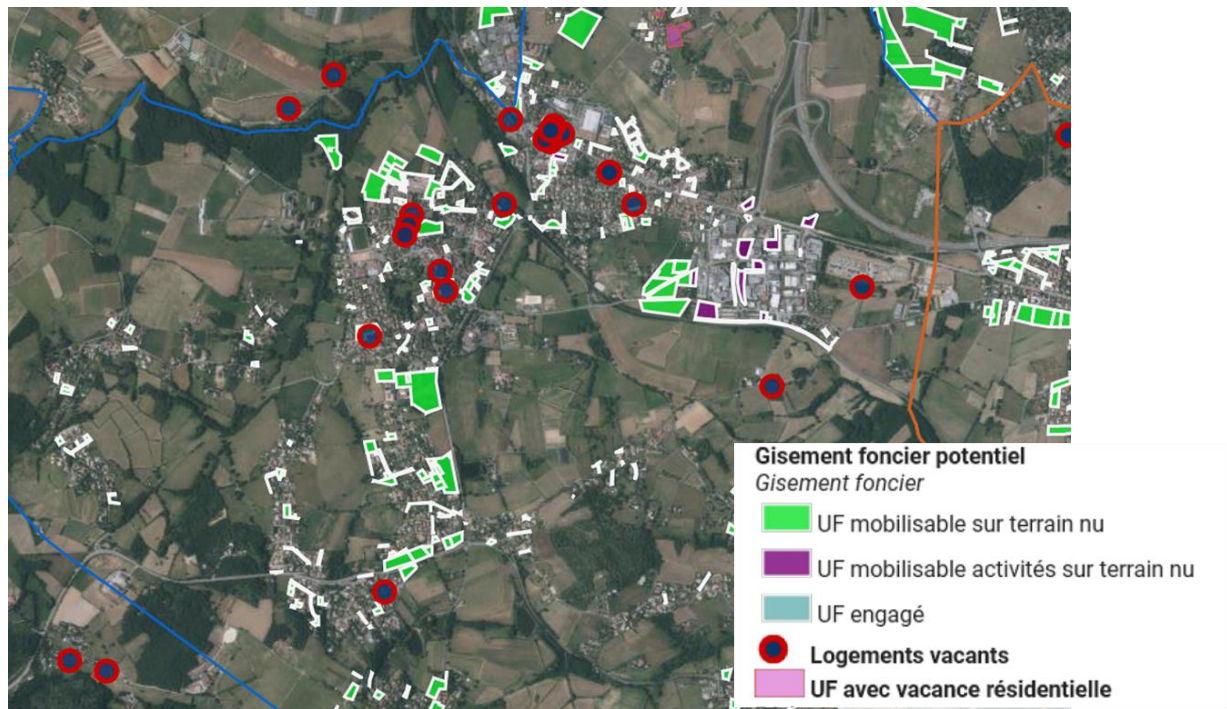 Gisement foncier potentiel
Gisement foncier
UF mobilisable sur terrain nu
UF mobilisable activités sur terrain nu
UF engagé
Logements vacants
UF avec vacance résidentielle